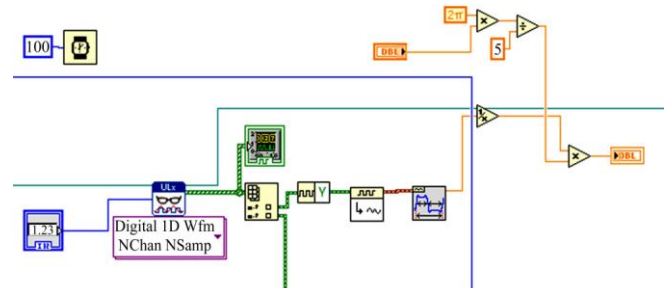 2π
100
DBL
5
DBL
ULx
1.23
Digital 1D Wfm
NChan NSamp
Y